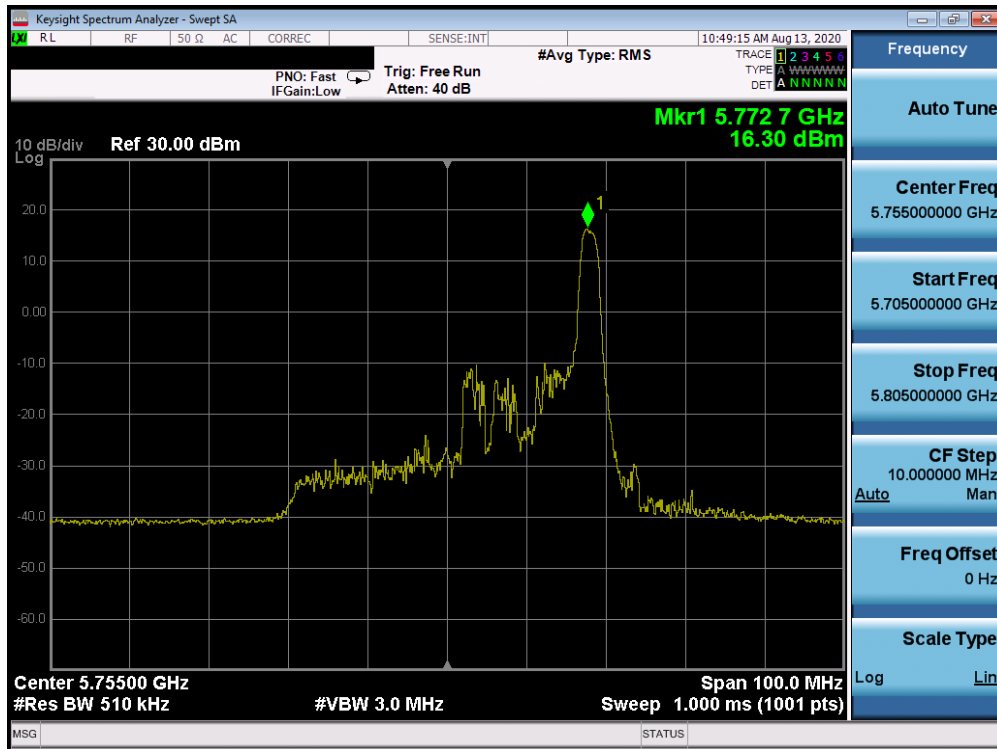 Keysight Spectrum Analyzer - Swept SA
LXI RL RF 50 Ω AC CORREC SENSE:INT 10:49:15 AM Aug 13, 2020
#Avg Type: RMS
TRACE 1 2 3 4 5 6
PNO: Fast Trig: Free Run TYPE A WWWWW
IFGain:Low Atten: 40 dB DET A N N N N N
Mkr1 5.772 7 GHz
16.30 dBm
10 dB/div Ref 30.00 dBm
Log
1
20.0
10.0
0.00
-10.0
-20.0
-30.0
-40.0
-50.0
-60.0
Center 5.75500 GHz Span 100.0 MHz
#Res BW 510 kHz #VBW 3.0 MHz Sweep 1.000 ms (1001 pts)
MSG STATUS
Frequency
Auto Tune
Center Freq
5.755000000 GHz
Start Freq
5.705000000 GHz
Stop Freq
5.805000000 GHz
CF Step
10.000000 MHz
Auto Man
Freq Offset
0 Hz
Scale Type
Log Lin